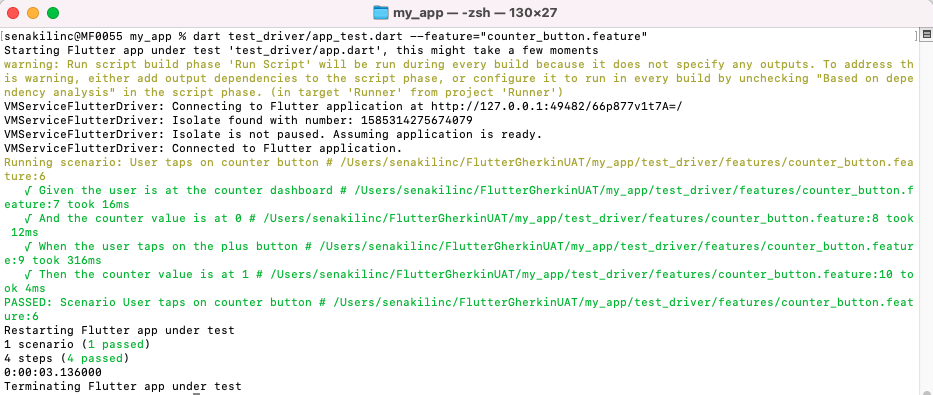 my_app — -zsh — 130×27
[senakilinc@MF0055 my_app % dart test_driver/app_test.dart --feature="counter_button.feature" ]
Starting Flutter app under test 'test_driver/app.dart', this might take a few moments
warning: Run script build phase 'Run Script' will be run during every build because it does not specify any outputs. To address th
is warning, either add output dependencies to the script phase, or configure it to run in every build by unchecking "Based on depe
ndency analysis" in the script phase. (in target 'Runner' from project 'Runner')
VMServiceFlutterDriver: Connecting to Flutter application at http://127.0.0.1:49482/66p877v1t7A=/
VMServiceFlutterDriver: Isolate found with number: 1585314275674079
VMServiceFlutterDriver: Isolate is not paused. Assuming application is ready.
VMServiceFlutterDriver: Connected to Flutter application.
Running scenario: User taps on counter button # /Users/senakilinc/FlutterGherkinUAT/my_app/test_driver/features/counter_button.fea
ture:6
√ Given the user is at the counter dashboard # /Users/senakilinc/FlutterGherkinUAT/my_app/test_driver/features/counter_button.f
eature:7 took 16ms
√ And the counter value is at 0 # /Users/senakilinc/FlutterGherkinUAT/my_app/test_driver/features/counter_button.feature:8 took
12ms
√ When the user taps on the plus button # /Users/senakilinc/FlutterGherkinUAT/my_app/test_driver/features/counter_button.featur
e:9 took 316ms
√ Then the counter value is at 1 # /Users/senakilinc/FlutterGherkinUAT/my_app/test_driver/features/counter_button.feature:10 to
ok 4ms
PASSED: Scenario User taps on counter button # /Users/senakilinc/FlutterGherkinUAT/my_app/test_driver/features/counter_button.feat
ure:6
Restarting Flutter app under test
1 scenario (1 passed)
4 steps (4 passed)
0:00:03.136000
Terminating Flutter app under test